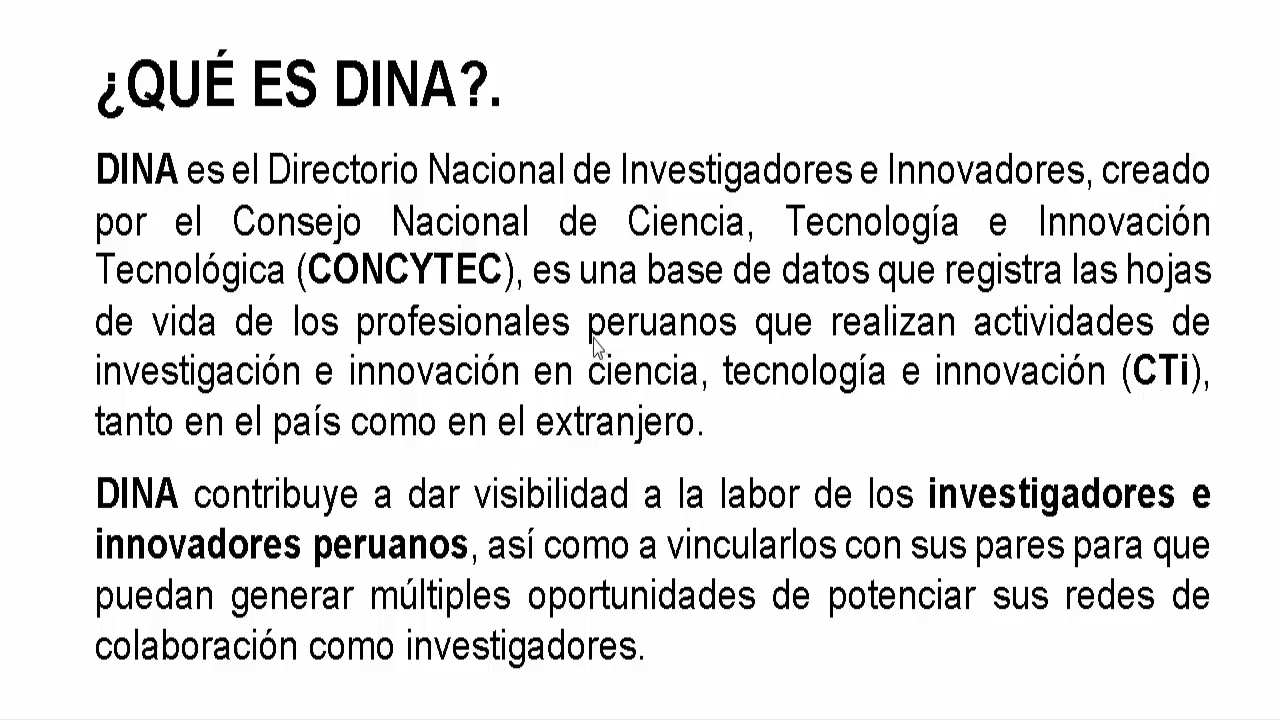 ¿QUÉ ES DINA?.
DINA es el Directorio Nacional de Investigadores e Innovadores, creado
por el Consejo Nacional de Ciencia, Tecnología e Innovación
Tecnológica (CONCYTEC), es una base de datos que registra las hojas
de vida de los profesionales peruanos que realizan actividades de
investigación e innovación en ciencia, tecnología e innovación (CTi),
tanto en el país como en el extranjero.
DINA contribuye a dar visibilidad a la labor de los investigadores e
innovadores peruanos, así como a vincularlos con sus pares para que
puedan generar múltiples oportunidades de potenciar sus redes de
colaboración como investigadores.